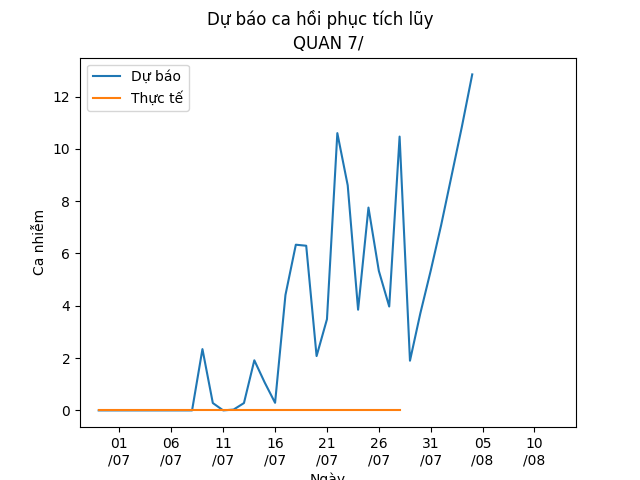 Dự báo ca hồi phục tích lũy
QUAN 7/
Dự báo
Thực tế
Ca nhiễm
12
10
8
6
4
2
0
01 06 11 16 21 26 31 05 10
/07 /07 /07 /07 /07 /07 /07 /08 /08
Ngày